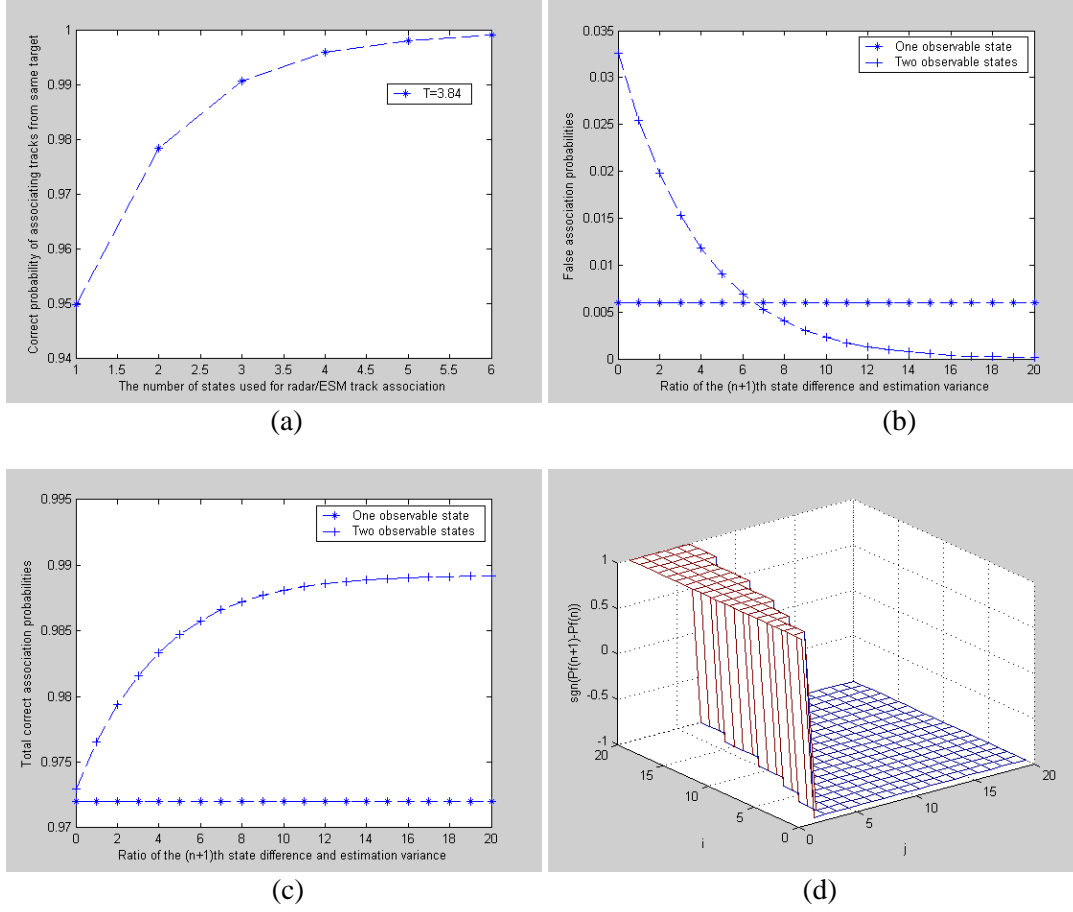 1
0.99
0.98
0.97
0.96
0.95
0.94
Correct probability of associating tracks from same target
T=3.84
1 1.5 2 2.5 3 3.5 4 4.5 5 5.5 6
The number of states used for radar/ESM track association
(a)
0.035
0.03
0.025
0.02
0.015
0.01
0.005
0
False association probabilities
One observable state
Two observable states
0 2 4 6 8 10 12 14 16 18 20
Ratio of the (n+1)th state difference and estimation variance
(b)
0.995
0.99
0.985
0.98
0.975
0.97
Total correct association probabilities
One observable state
Two observable states
0 2 4 6 8 10 12 14 16 18 20
Ratio of the (n+1)th state difference and estimation variance
(c)
1
0.5
0
-0.5
-1
sgn(Pf(n+1)-Pf(n))
20
15
10
5
0
i
0
5
10
15
20
j
(d)